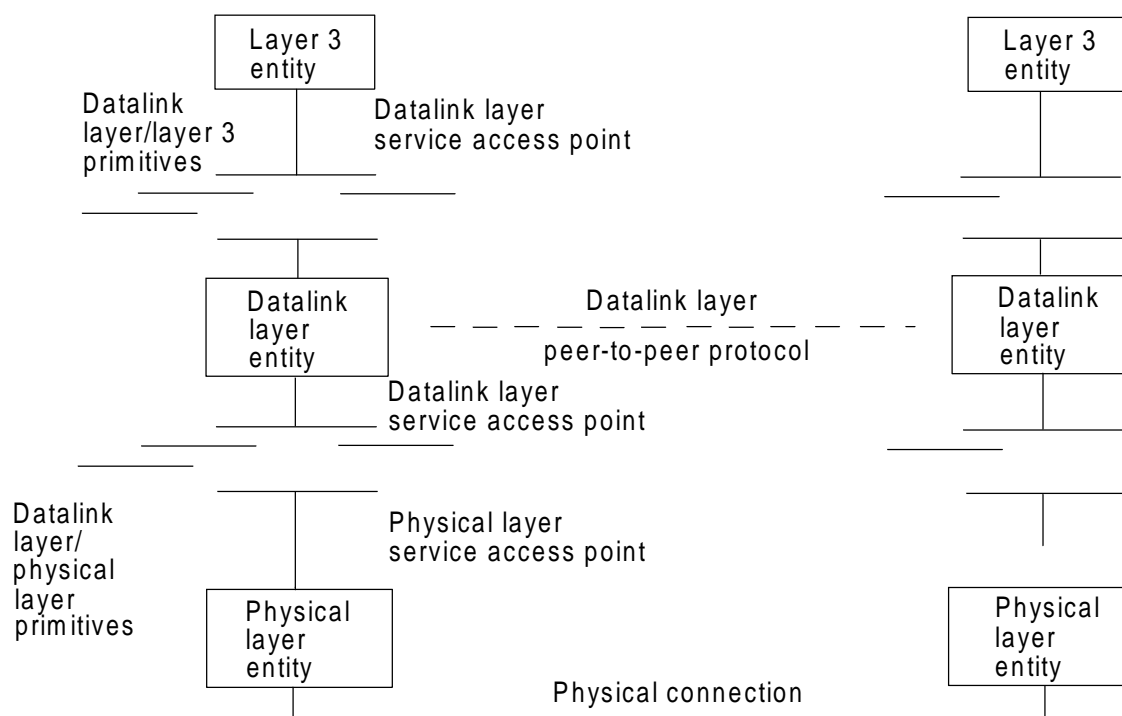 Layer 3
entity
Layer 3
entity
Datalink
layer/layer 3
primitives
Datalink layer
service access point
Datalink
layer
entity
Datalink layer
peer-to-peer protocol
Datalink
layer
entity
Datalink layer
service access point
Datalink
layer/
physical
layer
primitives
Physical layer
service access point
Physical
layer
entity
Physical
layer
entity
Physical connection